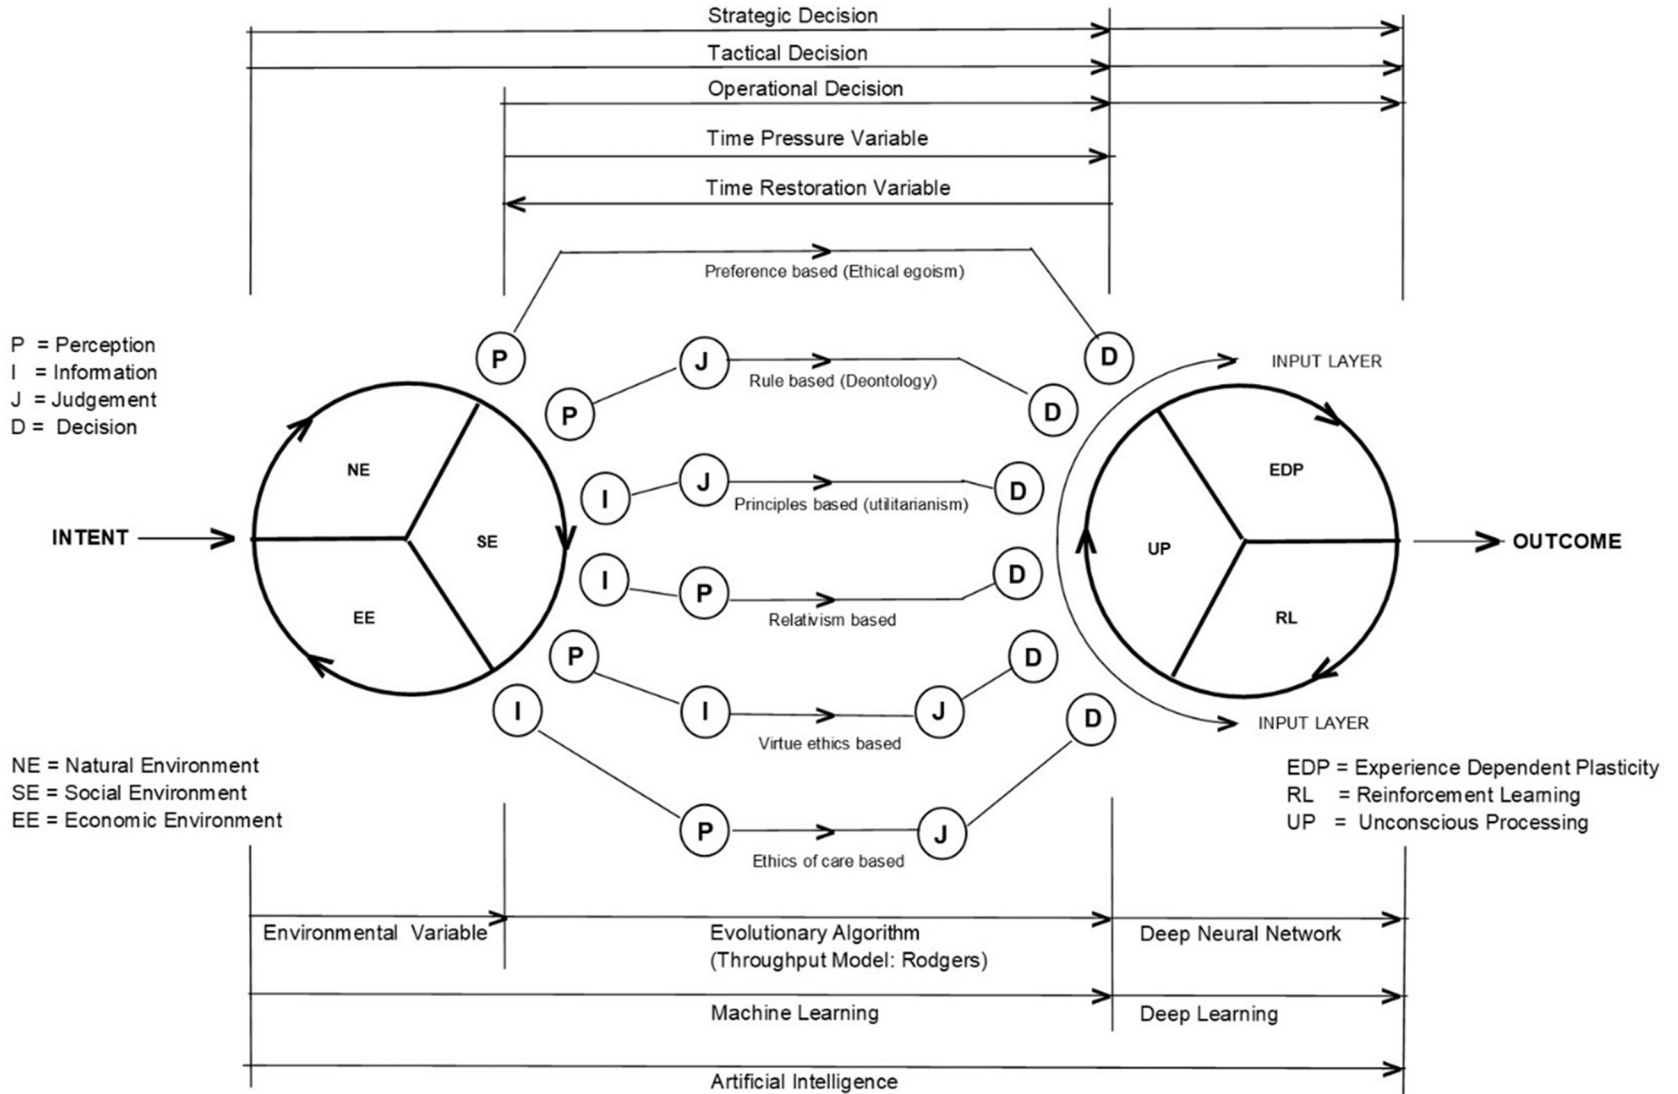 Strategic Decision
Tactical Decision
Operational Decision
Time Pressure Variable
Time Restoration Variable
Preference based (Ethical egoism)
P = Perception
I = Information
J = Judgement
D = Decision
P
D
J
Rule based (Deontology)
P
D
INPUT LAYER
NE
SE
EE
INTENT
I
J
D
Principles based (utilitarianism)
I
P
D
Relativism based
P
I
J
D
Virtue ethics based
I
P
J
D
Ethics of care based
EDP
UP
RL
OUTCOME
INPUT LAYER
NE = Natural Environment
SE = Social Environment
EE = Economic Environment
EDP = Experience Dependent Plasticity
RL = Reinforcement Learning
UP = Unconscious Processing
Environmental Variable
Evolutionary Algorithm
(Throughput Model: Rodgers)
Deep Neural Network
Machine Learning
Deep Learning
Artificial Intelligence